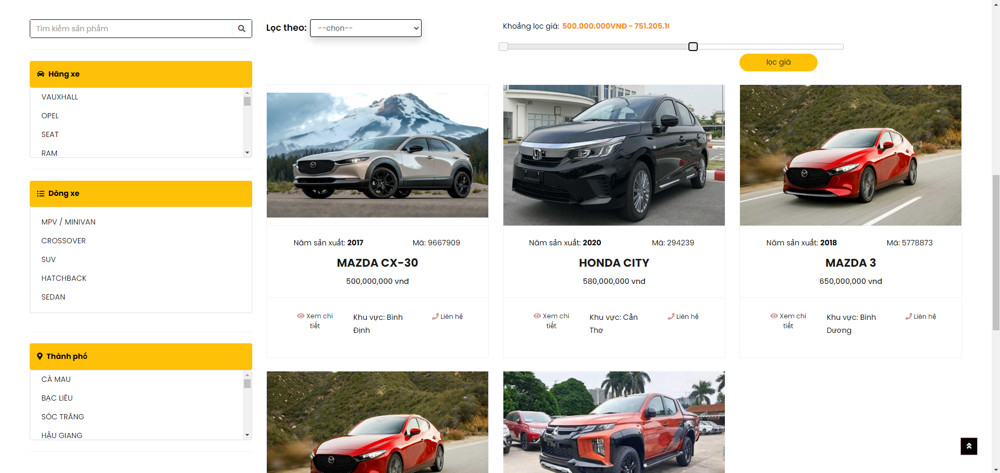 Tìm kiếm sản phẩm
Lọc theo: --chọn--
Khoảng lọc giá: 500.000.000VNĐ - 751.205.1
lọc giá
Hãng xe
VAUXHALL
OPEL
SEAT
RAM
Dòng xe
MPV / MINIVAN
CROSSOVER
SUV
HATCHBACK
SEDAN
Thành phố
CÀ MAU
BẠC LIÊU
SÓC TRĂNG
HẬU GIANG
Năm sản xuất: 2017 Mã: 9667909
MAZDA CX-30
500,000,000 vnđ
Xem chi
tiết
Khu vực: Bình
Định
Liên hệ
Năm sản xuất: 2020 Mã: 294239
HONDA CITY
580,000,000 vnđ
Xem chi
tiết
Khu vực: Cần
Thơ
Liên hệ
Năm sản xuất: 2018 Mã: 5778873
MAZDA 3
650,000,000 vnđ
Xem chi
tiết
Khu vực: Bình
Dương
Liên hệ